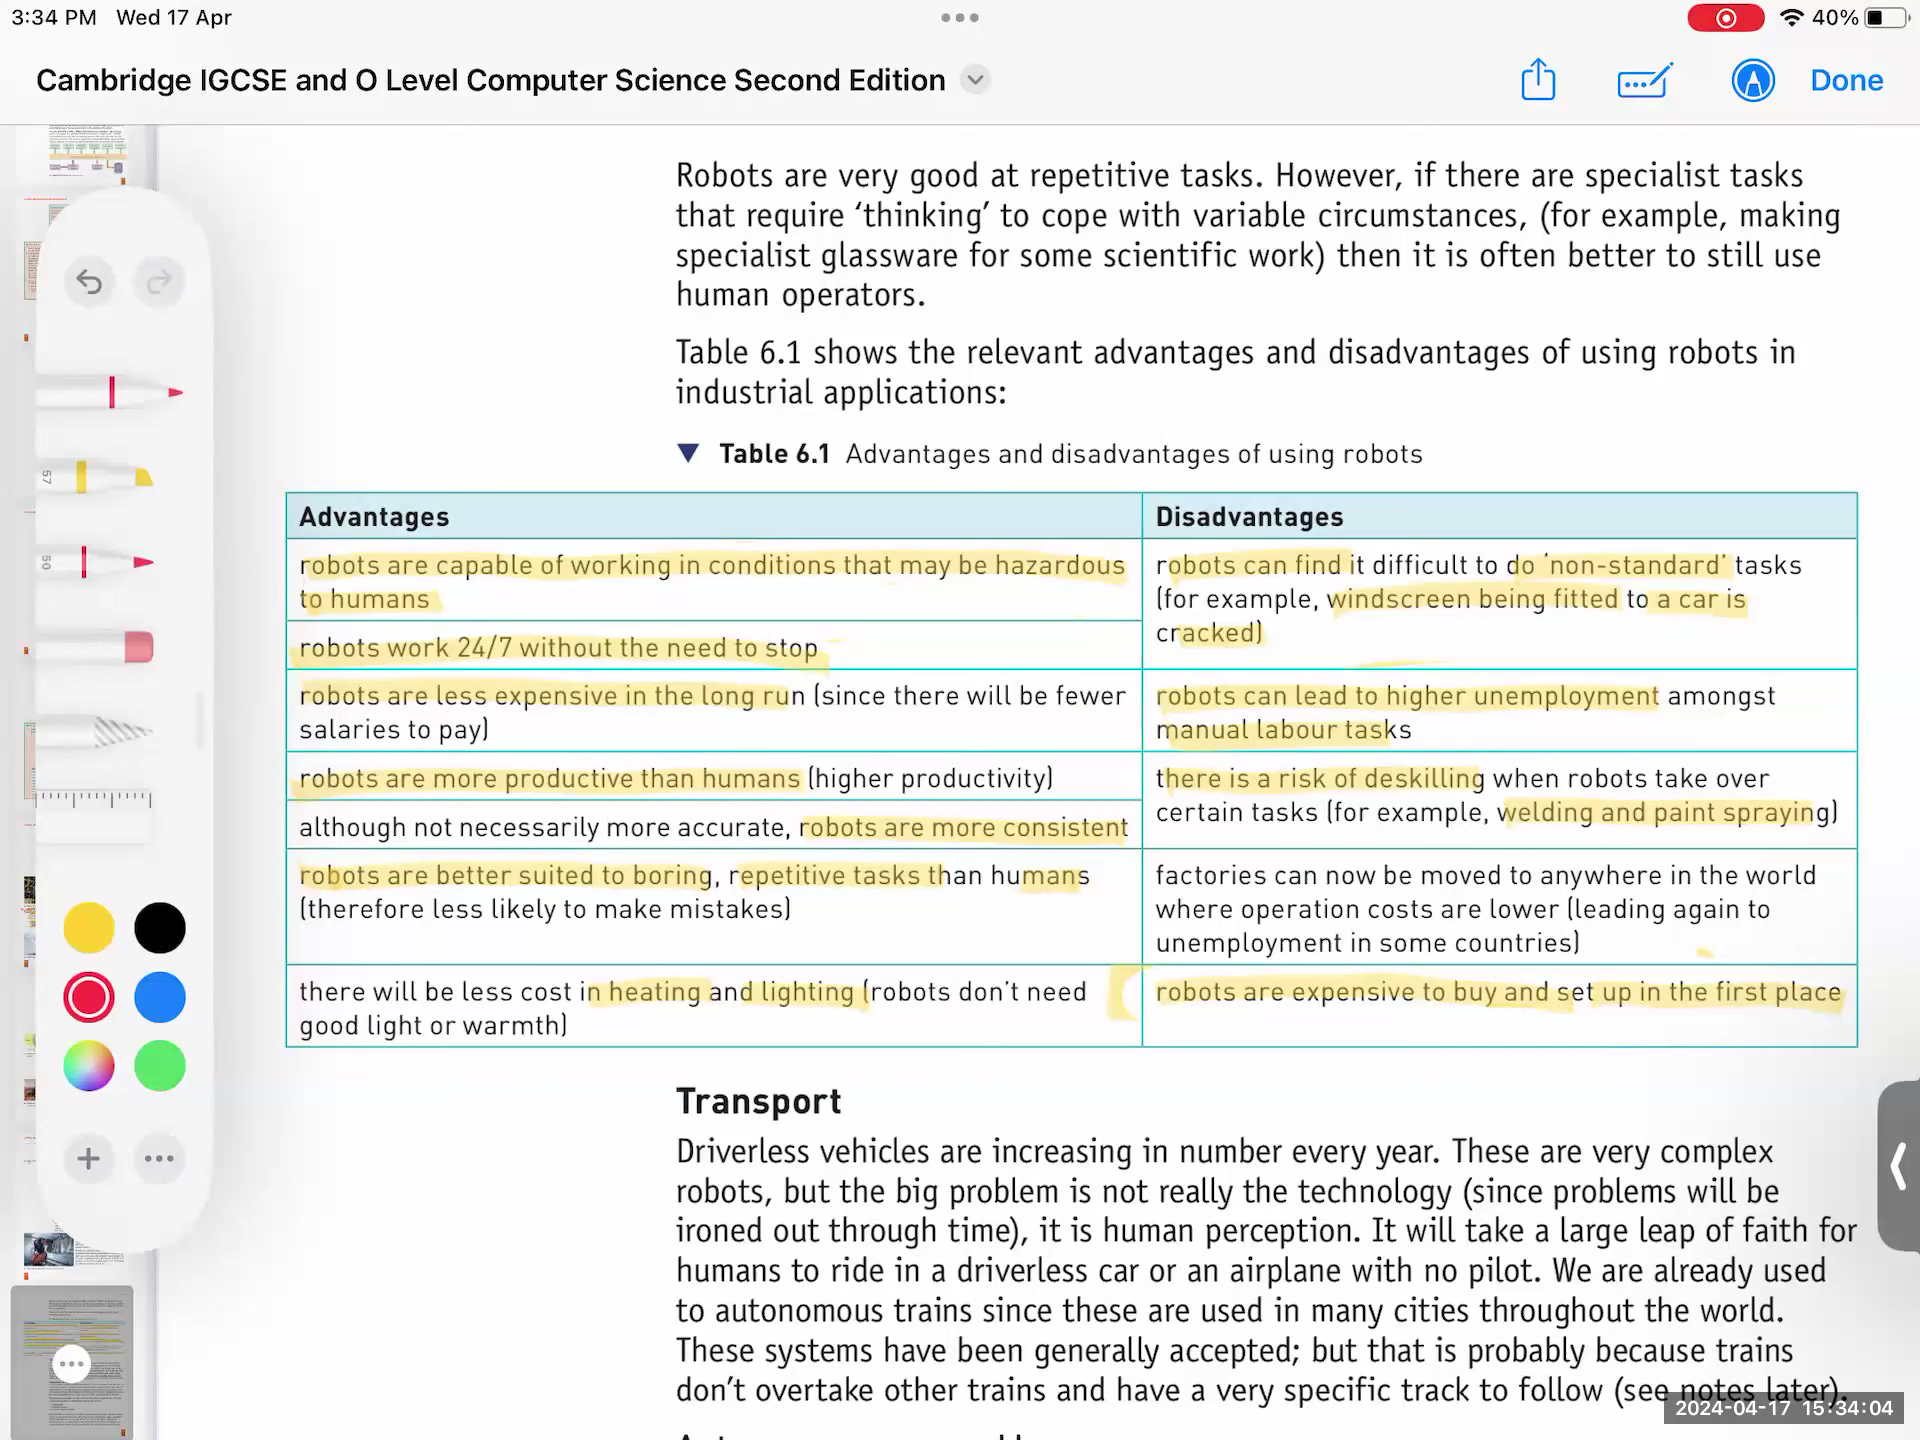 3:34 PM Wed 17 Apr
40%
Cambridge IGCSE and O Level Computer Science Second Edition
Done
Robots are very good at repetitive tasks. However, if there are specialist tasks
that require ‘thinking’ to cope with variable circumstances, (for example, making
specialist glassware for some scientific work) then it is often better to still use
human operators.
Table 6.1 shows the relevant advantages and disadvantages of using robots in
industrial applications:
▼ Table 6.1 Advantages and disadvantages of using robots
Advantages
robots are capable of working in conditions that may be hazardous
to humans
robots work 24/7 without the need to stop
robots are less expensive in the long run (since there will be fewer
salaries to pay)
robots are more productive than humans (higher productivity)
although not necessarily more accurate, robots are more consistent
robots are better suited to boring, repetitive tasks than humans
(therefore less likely to make mistakes)
there will be less cost in heating and lighting (robots don’t need
good light or warmth)
Disadvantages
robots can find it difficult to do ‘non-standard’ tasks
(for example, windscreen being fitted to a car is
cracked)
robots can lead to higher unemployment amongst
manual labour tasks
there is a risk of deskilling when robots take over
certain tasks (for example, welding and paint spraying)
factories can now be moved to anywhere in the world
where operation costs are lower (leading again to
unemployment in some countries)
robots are expensive to buy and set up in the first place
Transport
Driverless vehicles are increasing in number every year. These are very complex
robots, but the big problem is not really the technology (since problems will be
ironed out through time), it is human perception. It will take a large leap of faith for
humans to ride in a driverless car or an airplane with no pilot. We are already used
to autonomous trains since these are used in many cities throughout the world.
These systems have been generally accepted; but that is probably because trains
don’t overtake other trains and have a very specific track to follow (see notes later).
57
50
2024-04-17 15:34:04